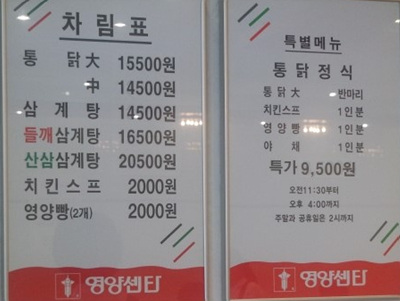 차림표
통닭大 15500원
中 14500원
삼계탕 14500원
들깨삼계탕 16500원
산삼삼계탕 20500원
치킨스프 2000원
영양빵(2개) 2000원
영양센타
특별메뉴
통닭정식
통닭大 반마리
치킨스프 1인분
영양빵 1인분
야채 1인분
특가 9,500원
오전11:30부터
오후 4:00까지
주말과 공휴일은 2시까지
영양센타